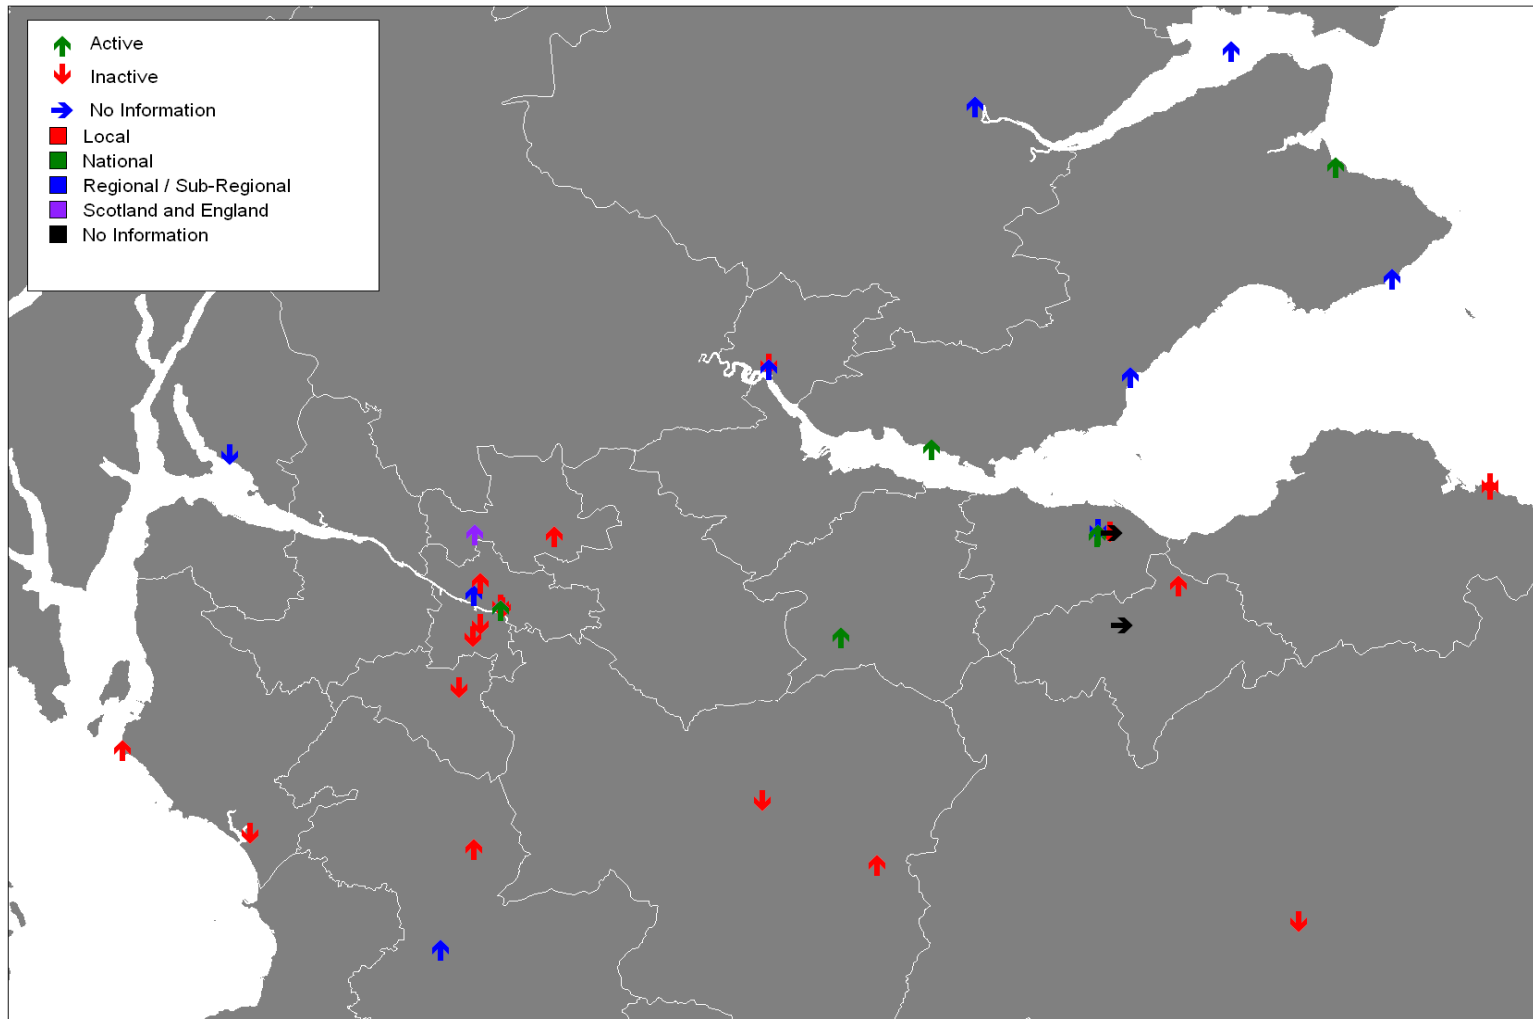 Active
Inactive
No Information
Local
National
Regional / Sub-Regional
Scotland and England
No Information